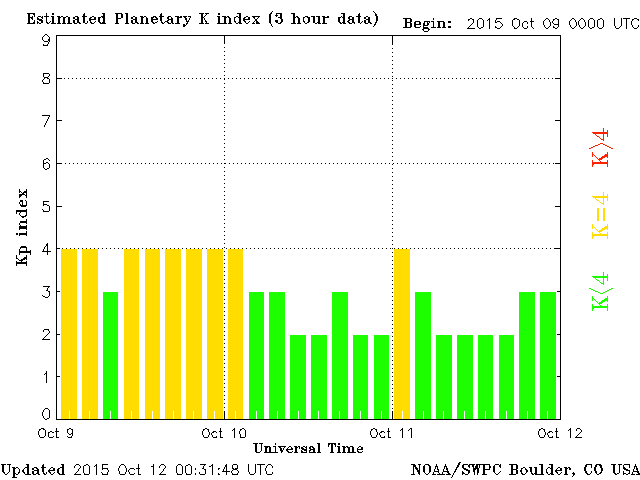 Estimated Planetary K index (3 hour data)
Begin: 2015 Oct 09 0000 UTC
9
8
7
6
5
4
3
2
1
0
Kp index
K>4
K=4
K<4
Oct 9
Oct 10
Oct 11
Oct 12
Universal Time
Updated 2015 Oct 12 00:31:48 UTC
NOAA/SWPC Boulder, CO USA